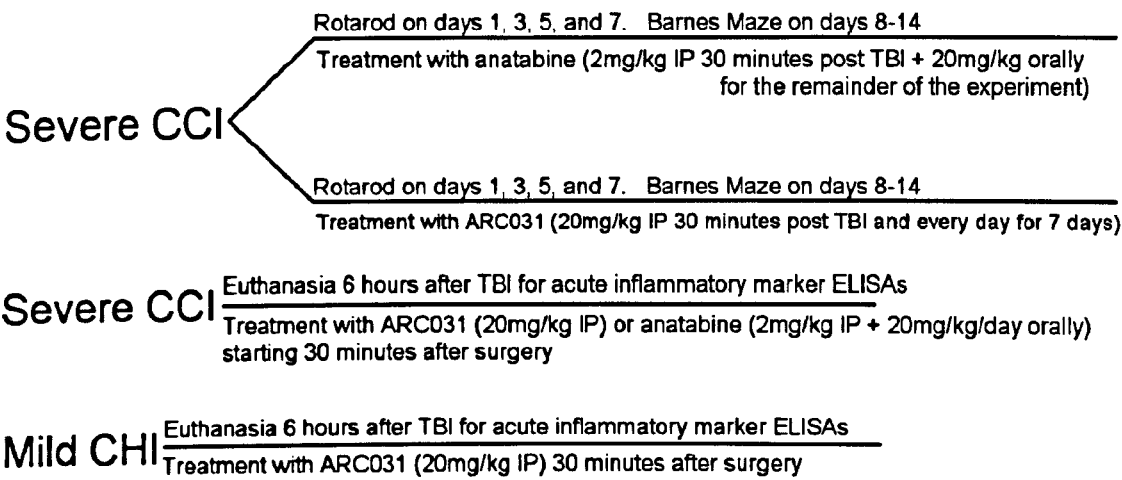 Rotarod on days 1, 3, 5, and 7. Barnes Maze on days 8-14
Treatment with anatabine (2mg/kg IP 30 minutes post TBI + 20mg/kg orally
for the remainder of the experiment)
Severe CCI
Rotarod on days 1, 3, 5, and 7. Barnes Maze on days 8-14
Treatment with ARC031 (20mg/kg IP 30 minutes post TBI and every day for 7 days)
Severe CCI
Euthanasia 6 hours after TBI for acute inflammatory marker ELISAs
Treatment with ARC031 (20mg/kg IP) or anatabine (2mg/kg IP + 20mg/kg/day orally)
starting 30 minutes after surgery
Mild CHI
Euthanasia 6 hours after TBI for acute inflammatory marker ELISAs
Treatment with ARC031 (20mg/kg IP) 30 minutes after surgery